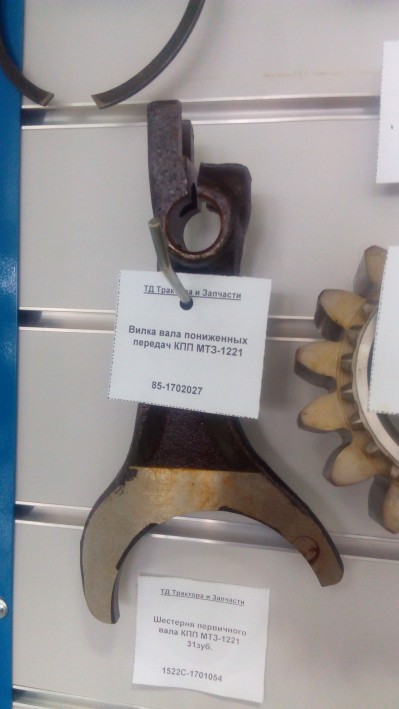 ТД Трактора и Запчасти
Вилка вала пониженных
передач КПП МТЗ-1221
85-1702027
ТД Трактора и Запчасти
Шестерня первичного
вала КПП МТЗ-1221
31зуб.
1522С-1701054